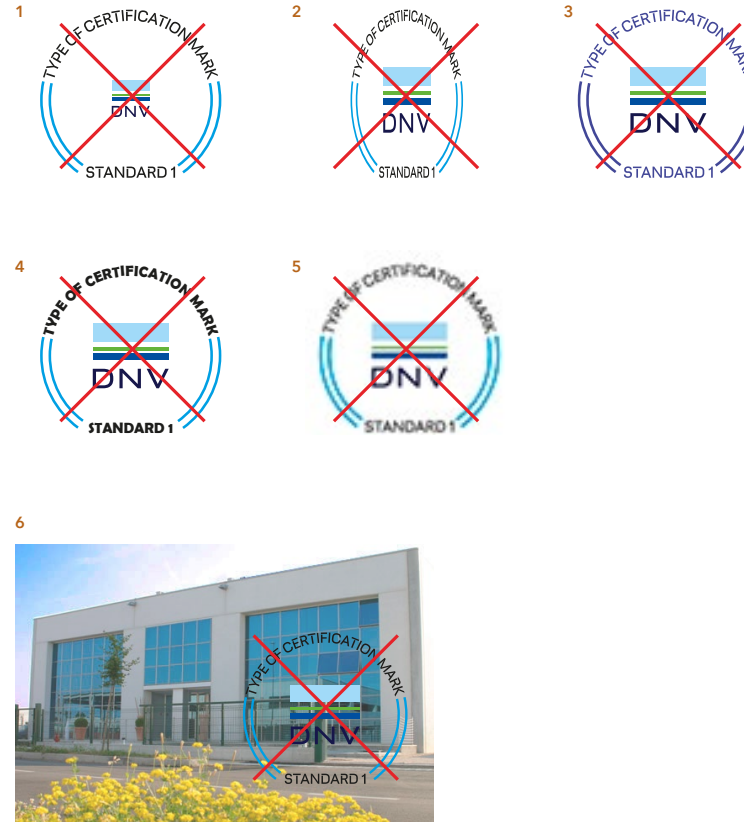 1
TYPE OF CERTIFICATION MARK
DNV
STANDARD 1
2
TYPE OF CERTIFICATION MARK
DNV
STANDARD 1
3
TYPE OF CERTIFICATION MARK
DNV
STANDARD 1
4
TYPE OF CERTIFICATION MARK
DNV
STANDARD 1
5
TYPE OF CERTIFICATION MARK
DNV
STANDARD 1
6
TYPE OF CERTIFICATION MARK
DNV
STANDARD 1